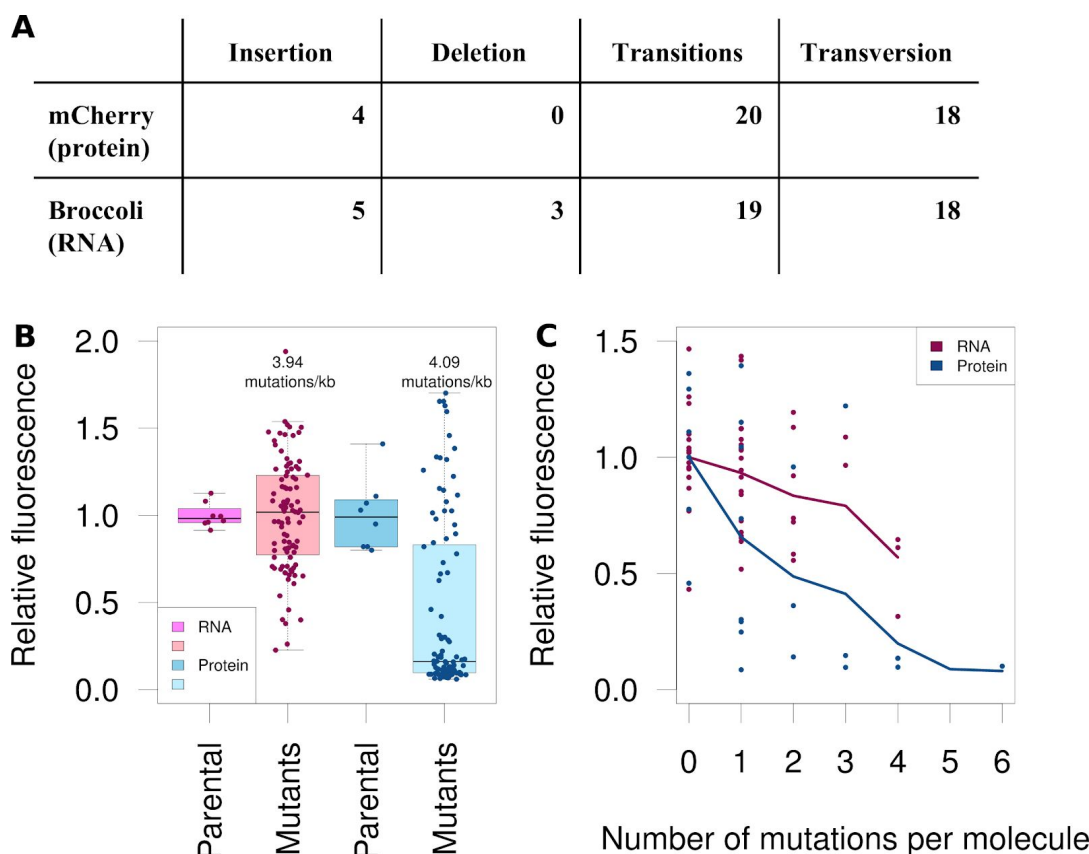 A
Insertion Deletion Transitions Transversion
mCherry (protein) 4 0 20 18
Broccoli (RNA) 5 3 19 18
B
Relative fluorescence
2.0
1.5
1.0
0.5
0.0
3.94
mutations/kb
4.09
mutations/kb
RNA
Protein
Parental
Mutants
Parental
Mutants
C
Relative fluorescence
1.5
1.0
0.5
0.0
RNA
Protein
0 1 2 3 4 5 6
Number of mutations per molecule